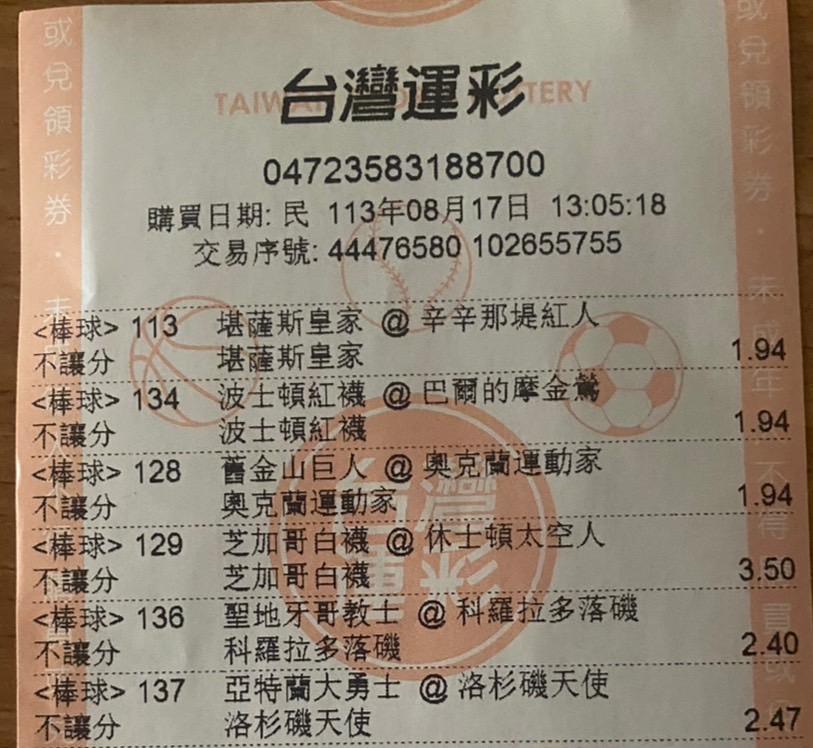 台灣運彩
04723583188700
購買日期: 民 113年08月17日 13:05:18
交易序號: 44476580 102655755
<棒球> 113 堪薩斯皇家 @ 辛辛那堤紅人
不讓分 堪薩斯皇家 1.94
<棒球> 134 波士頓紅襪 @ 巴爾的摩金鶯
不讓分 波士頓紅襪 1.94
<棒球> 128 舊金山巨人 @ 奧克蘭運動家
不讓分 奧克蘭運動家 1.94
<棒球> 129 芝加哥白襪 @ 休士頓太空人
不讓分 芝加哥白襪 3.50
<棒球> 136 聖地牙哥教士 @ 科羅拉多落磯
不讓分 科羅拉多落磯 2.40
<棒球> 137 亞特蘭大勇士 @ 洛杉磯天使
不讓分 洛杉磯天使 2.47
或兌領彩券
或兌領彩券．未成年